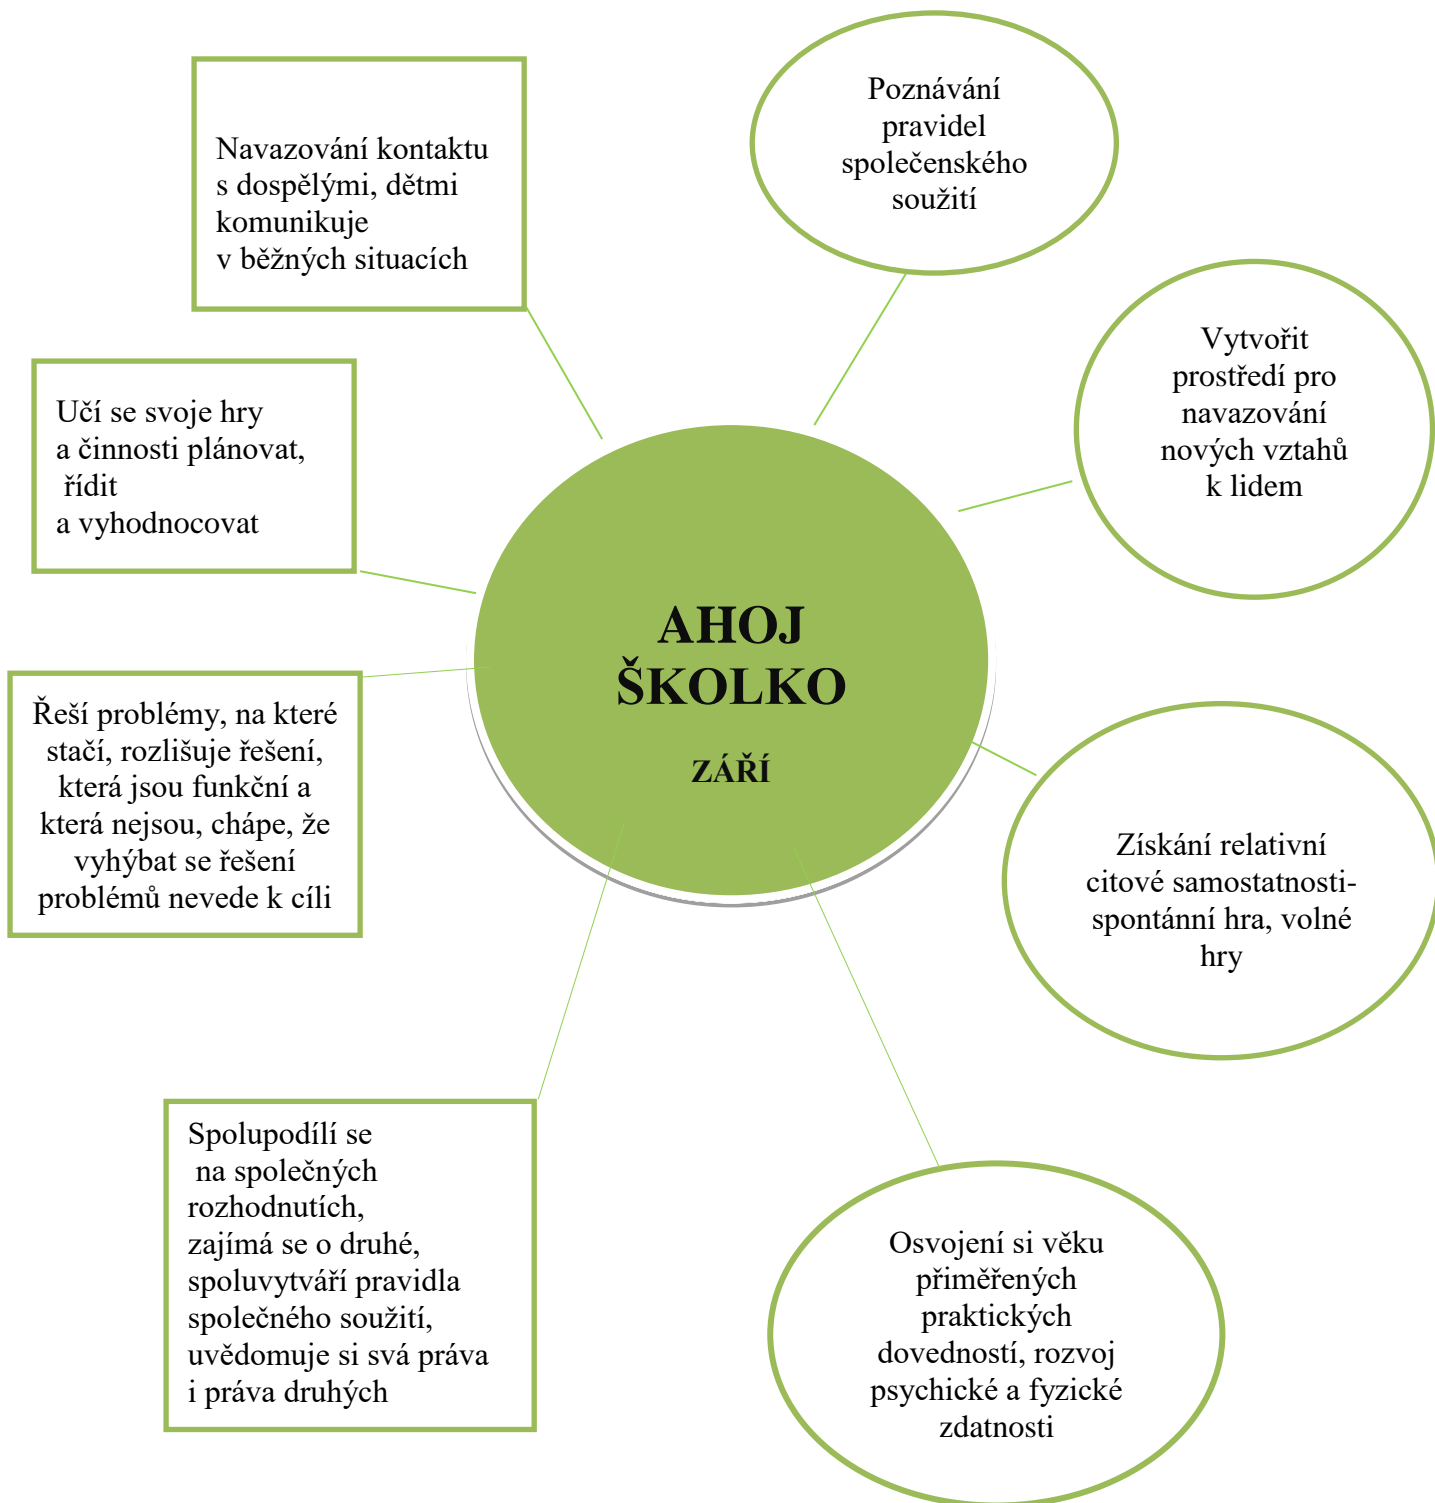 Navazování kontaktu
s dospělými, dětmi
komunikuje
v běžných situacích
Poznávání
pravidel
společenského
soužití
Učí se svoje hry
a činnosti plánovat,
řídit
a vyhodnocovat
Vytvořit
prostředí pro
navazování
nových vztahů
k lidem
AHOJ
ŠKOLKO
ZÁŘÍ
Řeší problémy, na které
stačí, rozlišuje řešení,
která jsou funkční a
která nejsou, chápe, že
vyhýbat se řešení
problémů nevede k cíli
Získání relativní
citové samostatnosti-
spontánní hra, volné
hry
Spolupodílí se
na společných
rozhodnutích,
zajímá se o druhé,
spoluvytváří pravidla
společného soužití,
uvědomuje si svá práva
i práva druhých
Osvojení si věku
přiměřených
praktických
dovedností, rozvoj
psychické a fyzické
zdatnosti